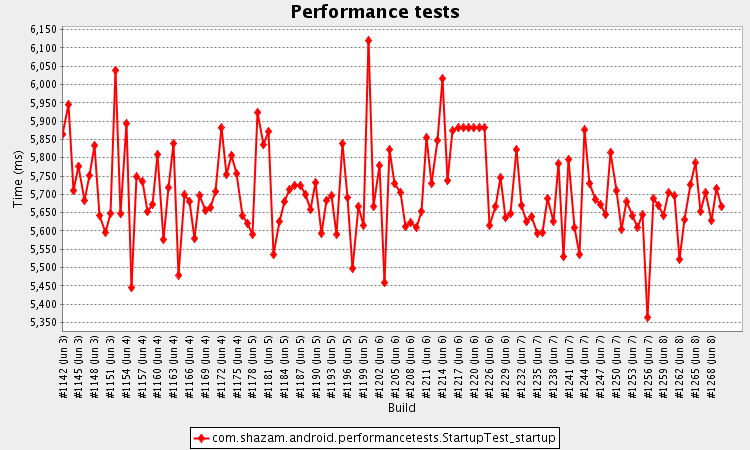 Performance tests
6,150
6,100
6,050
6,000
5,950
5,900
5,850
5,800
5,750
5,700
5,650
5,600
5,550
5,500
5,450
5,400
5,350
Time (ms)
#1142 (Jun 3)
#1145 (Jun 3)
#1148 (Jun 3)
#1151 (Jun 3)
#1154 (Jun 4)
#1157 (Jun 4)
#1160 (Jun 4)
#1163 (Jun 4)
#1166 (Jun 4)
#1169 (Jun 4)
#1172 (Jun 4)
#1175 (Jun 4)
#1178 (Jun 5)
#1181 (Jun 5)
#1184 (Jun 5)
#1187 (Jun 5)
#1190 (Jun 5)
#1193 (Jun 5)
#1196 (Jun 5)
#1199 (Jun 5)
#1202 (Jun 6)
#1205 (Jun 6)
#1208 (Jun 6)
#1211 (Jun 6)
#1214 (Jun 6)
#1217 (Jun 6)
#1220 (Jun 6)
#1226 (Jun 6)
#1229 (Jun 6)
#1232 (Jun 7)
#1235 (Jun 7)
#1238 (Jun 7)
#1241 (Jun 7)
#1244 (Jun 7)
#1247 (Jun 7)
#1250 (Jun 7)
#1253 (Jun 7)
#1256 (Jun 7)
#1259 (Jun 8)
#1262 (Jun 8)
#1265 (Jun 8)
#1268 (Jun 8)
Build
com.shazam.android.performancetests.StartupTest_startup